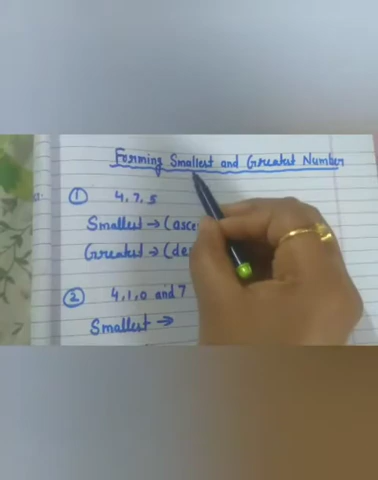 Forming Smallest and Greatest Number
① 4, 7, 5
Smallest → (asce
Greatest → (de
② 4, 1, 0 and 7
Smallest →